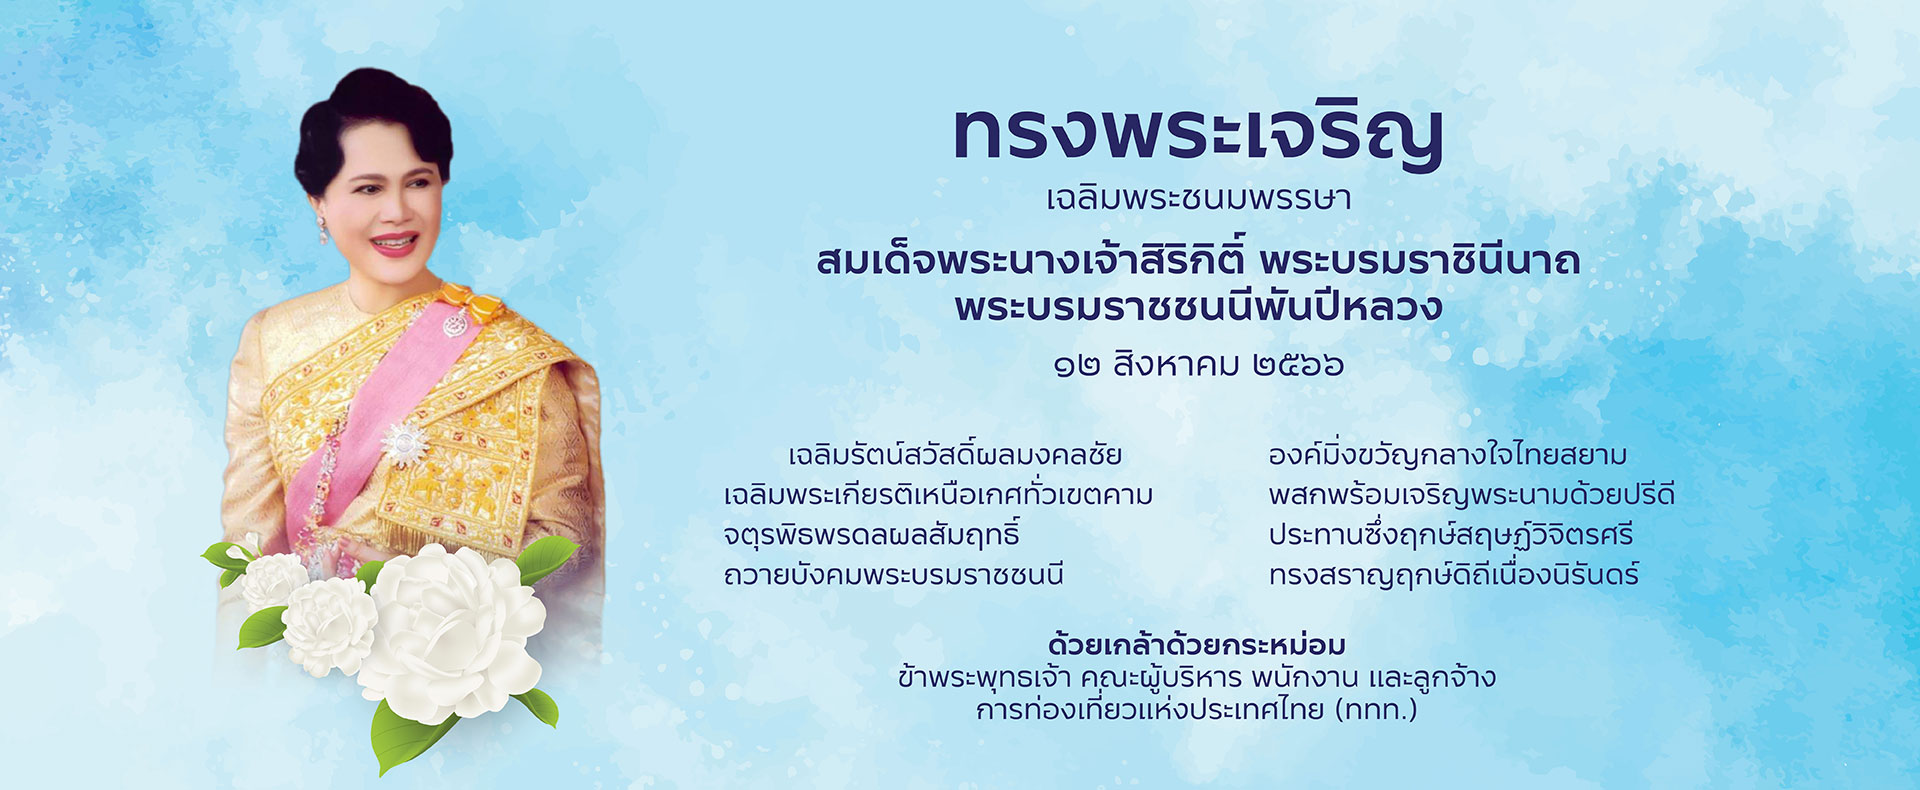 ทรงพระเจริญ
เฉลิมพระชนมพรรษา
สมเด็จพระนางเจ้าสิริกิติ์ พระบรมราชินีนาถ
พระบรมราชชนนีพันปีหลวง
๑๒ สิงหาคม ๒๕๖๖
เฉลิมรัตน์สวัสดิ์ผลมงคลชัย องค์มิ่งขวัญกลางใจไทยสยาม
เฉลิมพระเกียรติเหนือเกศทั่วเขตคาม พสกพร้อมเจริญพระนามด้วยปรีดี
จตุรพิธพรดลผลสัมฤทธิ์ ประทานซึ่งฤกษ์สฤษฏ์วิจิตรศรี
ถวายบังคมพระบรมราชชนนี ทรงสราญฤกษ์ดิถีเนื่องนิรันดร์
ด้วยเกล้าด้วยกระหม่อม
ข้าพระพุทธเจ้า คณะผู้บริหาร พนักงาน และลูกจ้าง
การท่องเที่ยวแห่งประเทศไทย (ททท.)